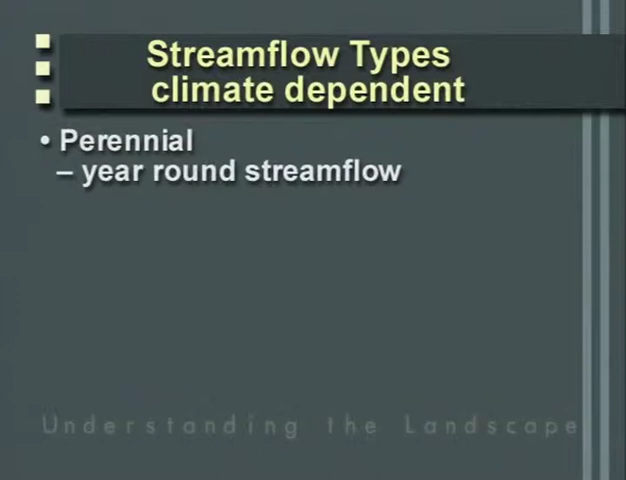 Streamflow Types
climate dependent
• Perennial
– year round streamflow
Understanding the Landscape